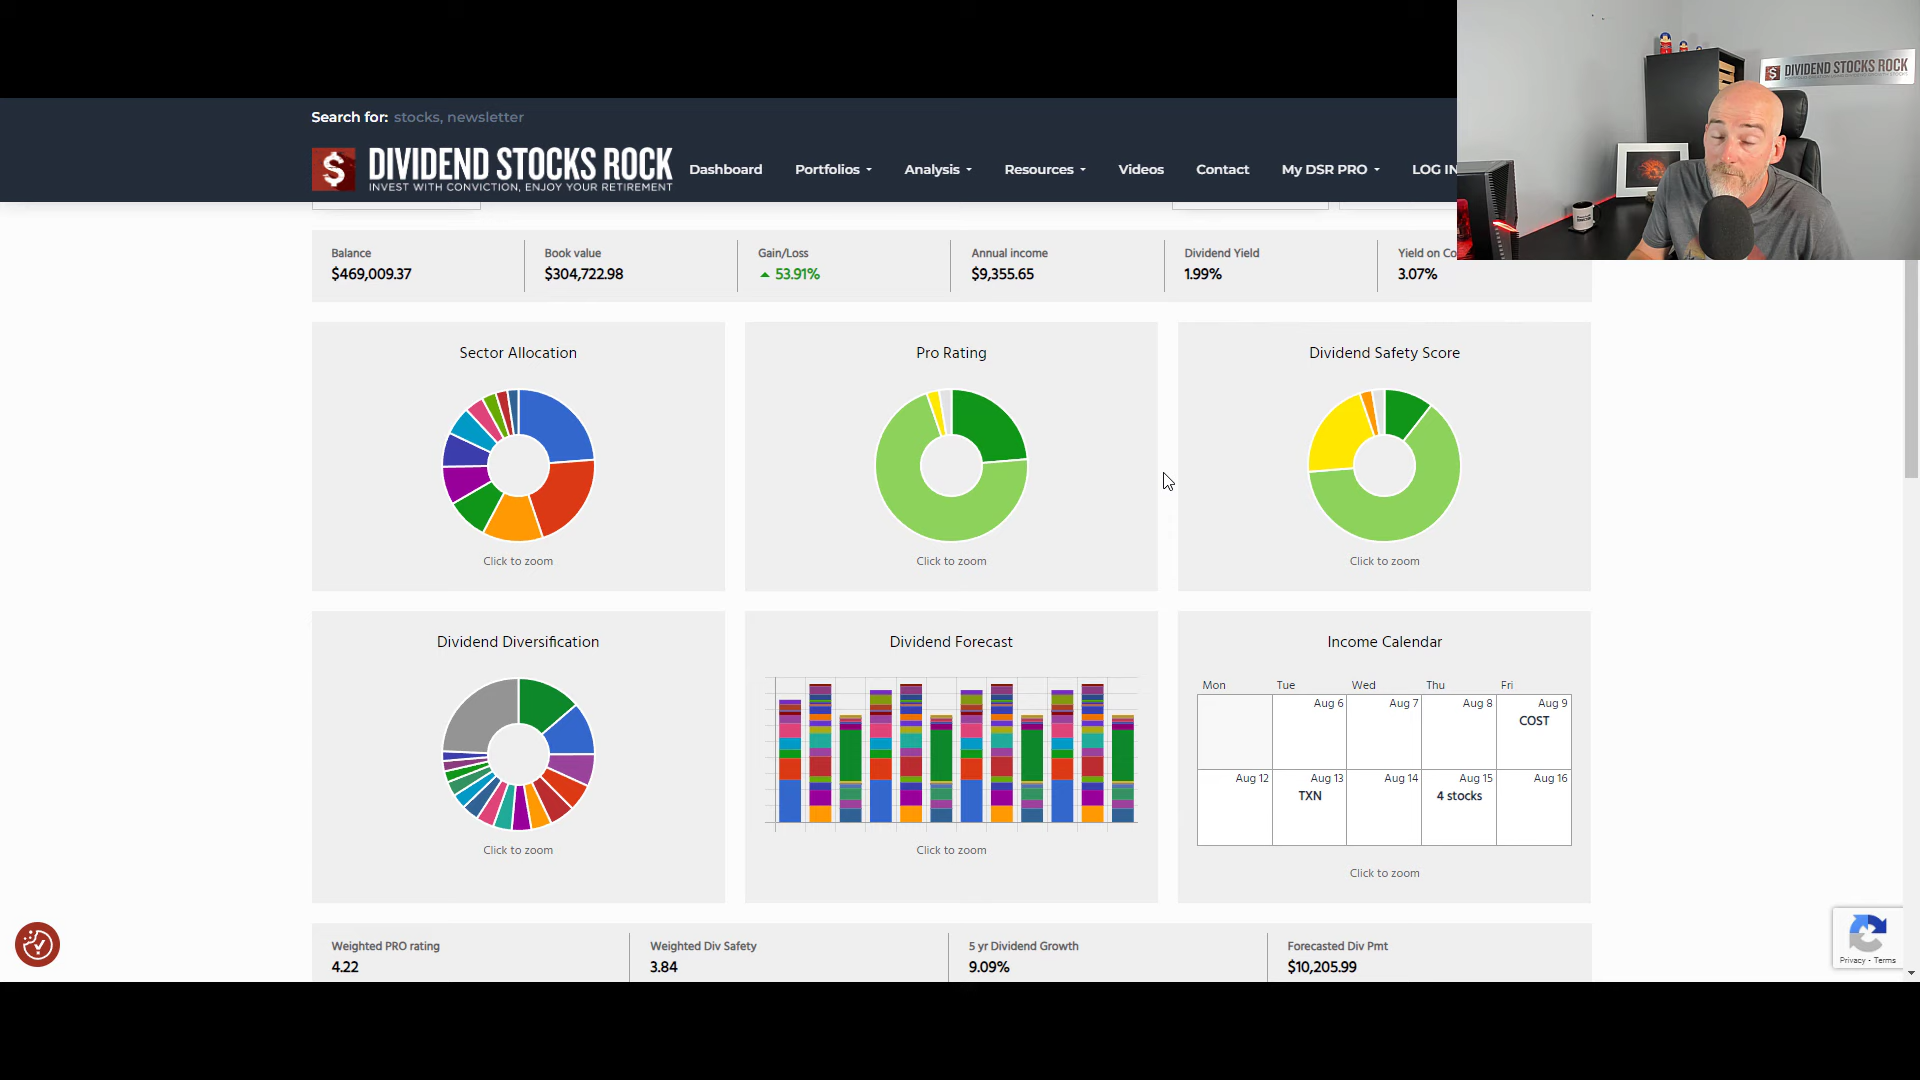 Search for: stocks, newsletter
DIVIDEND STOCKS ROCK
INVEST WITH CONVICTION, ENJOY YOUR RETIREMENT
Dashboard Portfolios Analysis Resources Videos Contact My DSR PRO LOG IN
DIVIDEND STOCKS ROCK
Balance Book value Gain/Loss Annual income Dividend Yield Yield on Co
$469,009.37 $304,722.98 53.91% $9,355.65 1.99% 3.07%
Sector Allocation Pro Rating Dividend Safety Score
Click to zoom Click to zoom Click to zoom
Dividend Diversification Dividend Forecast Income Calendar
Mon Tue Wed Thu Fri
Aug 6 Aug 7 Aug 8 Aug 9
COST
Aug 12 Aug 13 Aug 14 Aug 15 Aug 16
TXN 4 stocks
Click to zoom Click to zoom Click to zoom
Weighted PRO rating Weighted Div Safety 5 yr Dividend Growth Forecasted Div Pmt
4.22 3.84 9.09% $10,205.99
Privacy - Terms